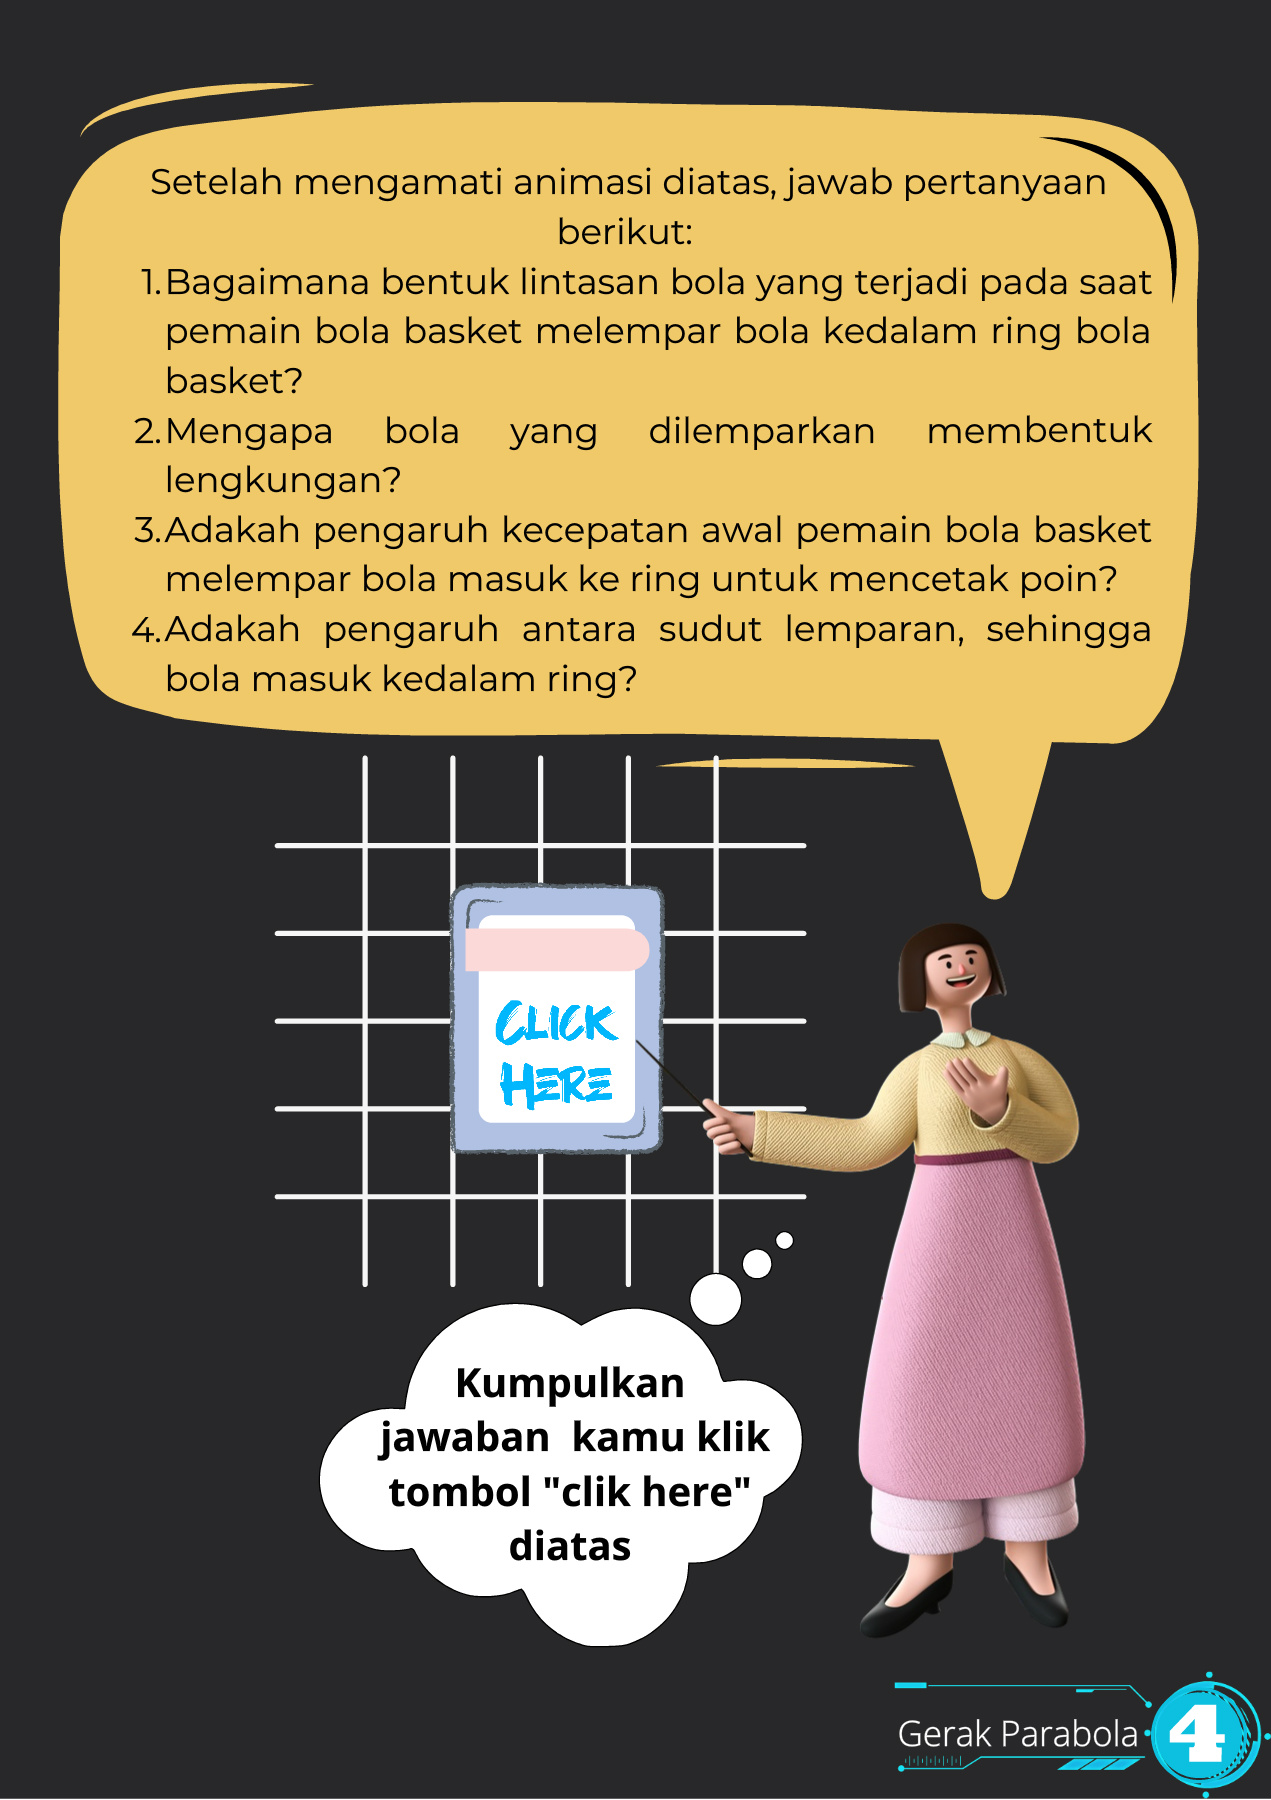 Setelah mengamati animasi diatas, jawab pertanyaan
berikut:
1. Bagaimana bentuk lintasan bola yang terjadi pada saat
pemain bola basket melempar bola kedalam ring bola
basket?
2. Mengapa bola yang dilemparkan membentuk
lengkungan?
3. Adakah pengaruh kecepatan awal pemain bola basket
melempar bola masuk ke ring untuk mencetak poin?
4. Adakah pengaruh antara sudut lemparan, sehingga
bola masuk kedalam ring?
CLICK
HERE
Kumpulkan
jawaban kamu klik
tombol "clik here"
diatas
Gerak Parabola
4